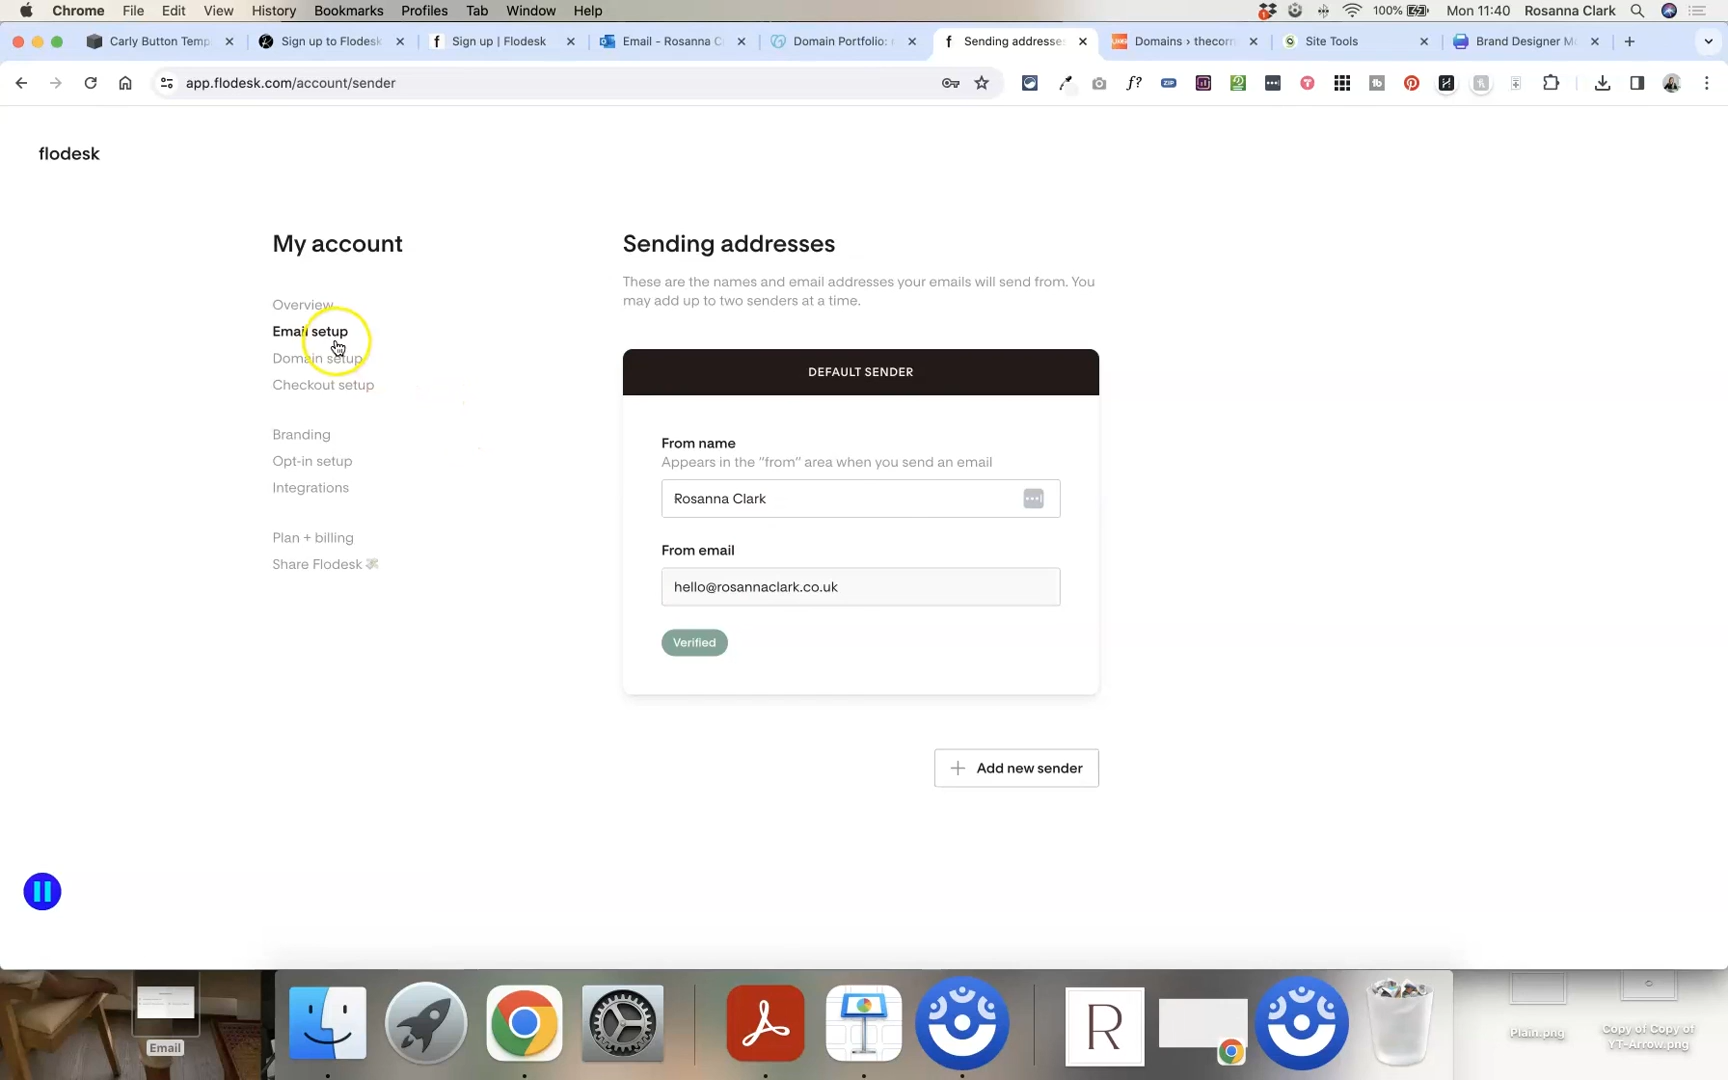 Chrome File Edit View History Bookmarks Profiles Tab Window Help 100% Mon 11:40 Rosanna Clark
Carly Button Temp Sign up to Flodesk Sign up | Flodesk Email - Rosanna C Domain Portfolio: Sending addresses Domains › thecorn Site Tools Brand Designer M
app.flodesk.com/account/sender
flodesk
My account
Overview
Email setup
Domain setup
Checkout setup
Branding
Opt-in setup
Integrations
Plan + billing
Share Flodesk
Sending addresses
These are the names and email addresses your emails will send from. You
may add up to two senders at a time.
DEFAULT SENDER
From name
Appears in the “from” area when you send an email
Rosanna Clark
From email
hello@rosannaclark.co.uk
Verified
+ Add new sender
Email
R
Plain.png
Copy of Copy of
YT-Arrow.png